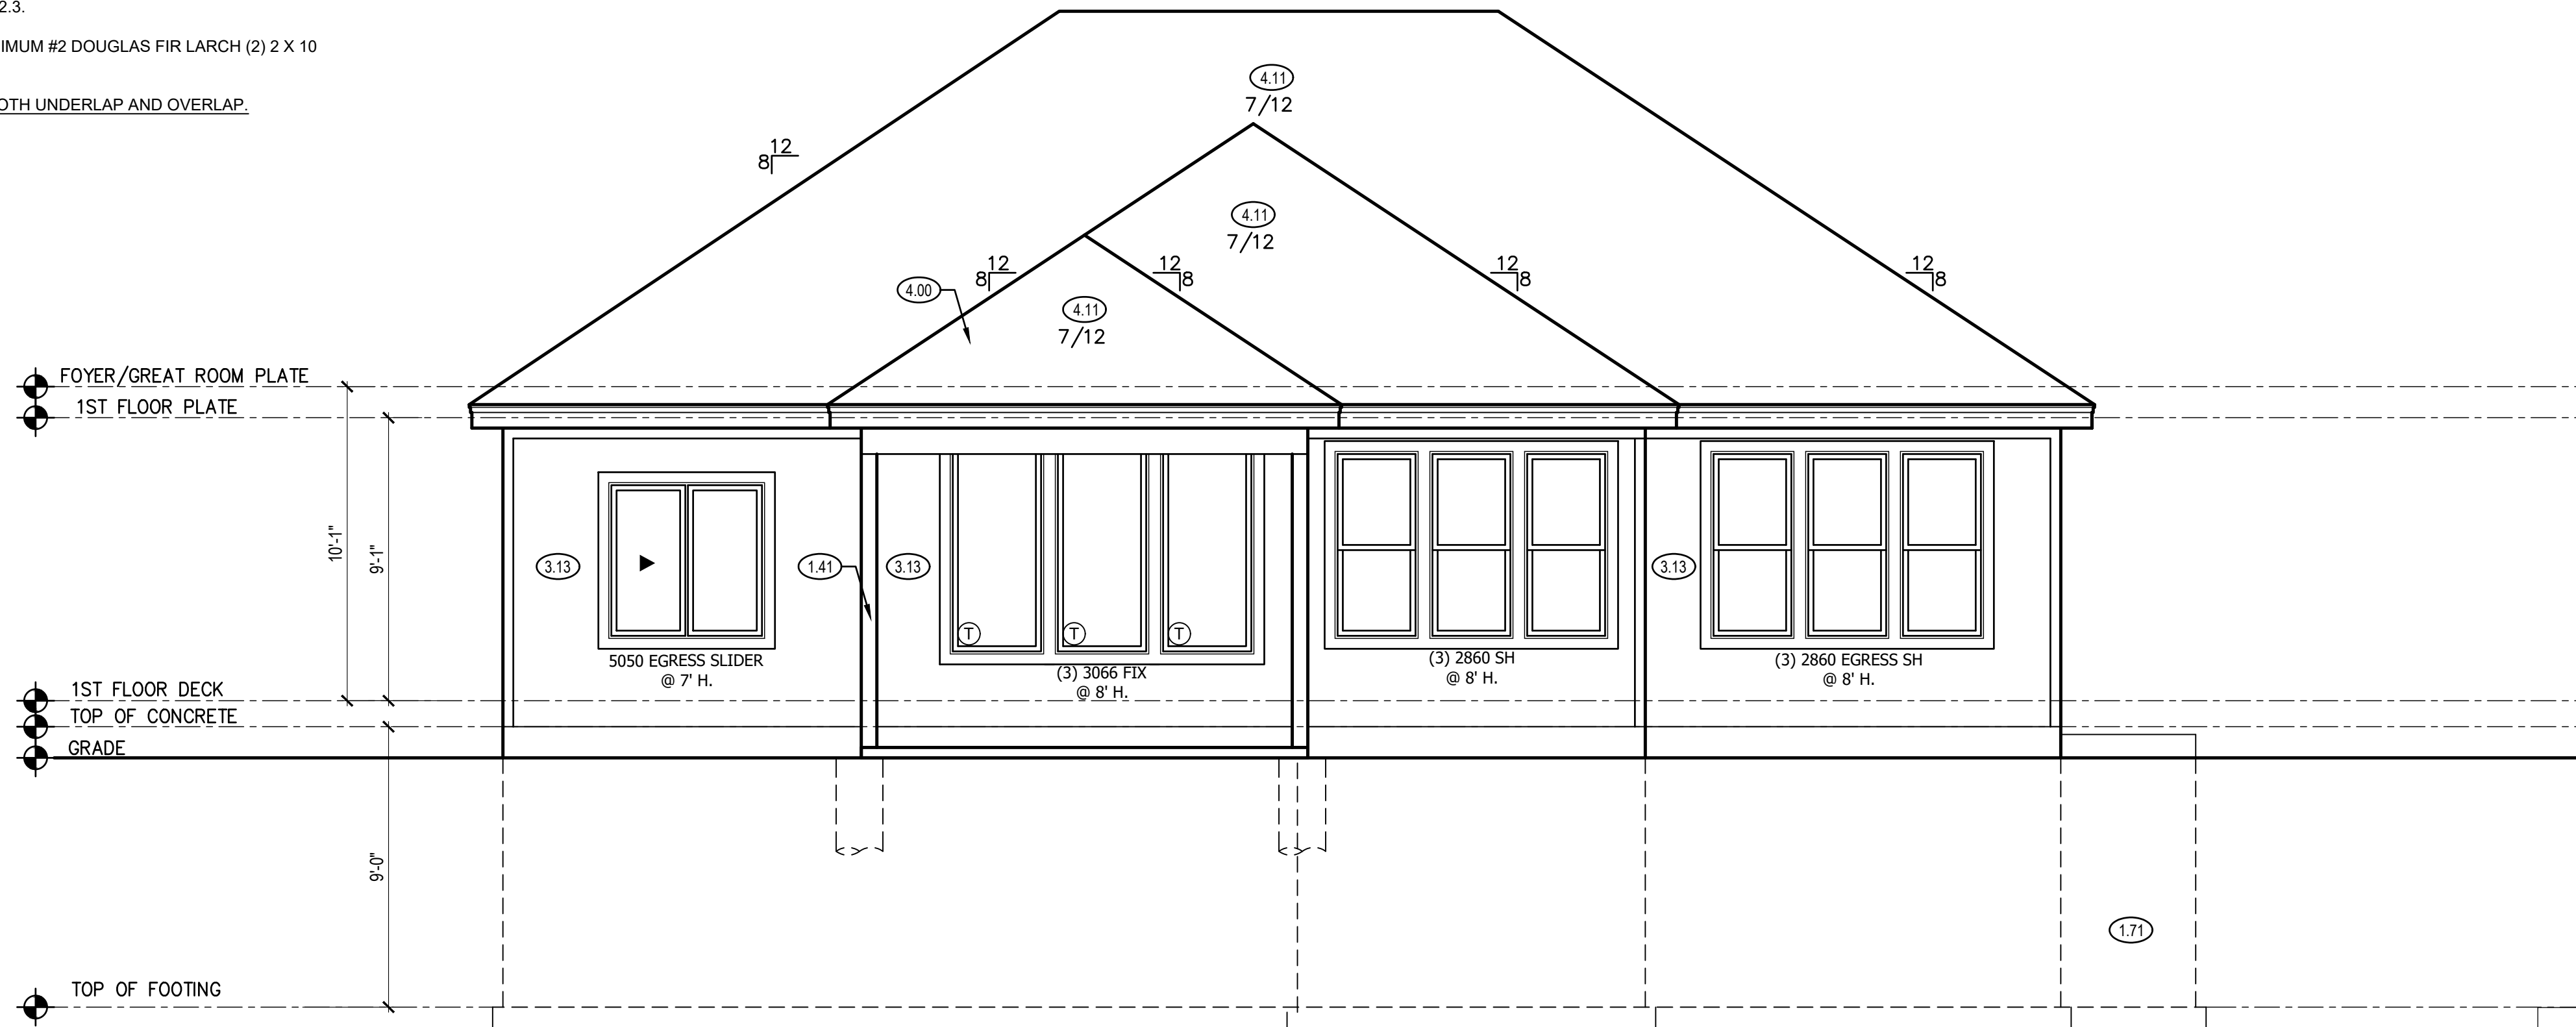 2.3.
IMUM #2 DOUGLAS FIR LARCH (2) 2 X 10
OTH UNDERLAP AND OVERLAP.
4.11
7/12
12
8
4.11
7/12
12
8
12
8
12
8
12
8
4.00
4.11
7/12
FOYER/GREAT ROOM PLATE
1ST FLOOR PLATE
10'-1"
9'-1"
3.13
1.41
3.13
3.13
T
T
T
5050 EGRESS SLIDER
@ 7' H.
(3) 3066 FIX
@ 8' H.
(3) 2860 SH
@ 8' H.
(3) 2860 EGRESS SH
@ 8' H.
1ST FLOOR DECK
TOP OF CONCRETE
GRADE
9'-0"
1.71
TOP OF FOOTING